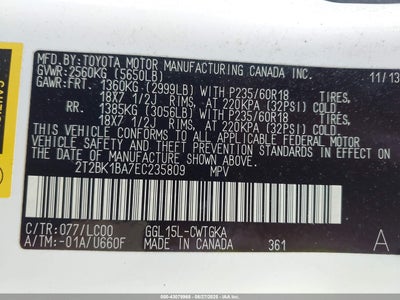 MFD. BY:TOYOTA MOTOR MANUFACTURING CANADA INC.
11/13
GVWR:2560KG (5650LB)
GAWR:FRT. 1360KG (2999LB) WITH P235/60R18 TIRES.
18X7 1/2J RIMS, AT 220KPA (32PSI) COLD.
RR. 1385KG (3056LB) WITH P235/60R18 TIRES.
18X7 1/2J RIMS, AT 220KPA (32PSI) COLD.
THIS VEHICLE CONFORMS TO ALL APPLICABLE FEDERAL MOTOR
VEHICLE SAFETY
THEFT PREVENTION STANDARDS IN EFFECT ON THE DATE OF
MANUFACTURE SHOWN ABOVE.
2T2BK1BA7EC235809 MPV
C/TR:077/LC00 GGL15L-CWTGKA
A
A/TM:-01A/U660F MADE IN CANADA 361